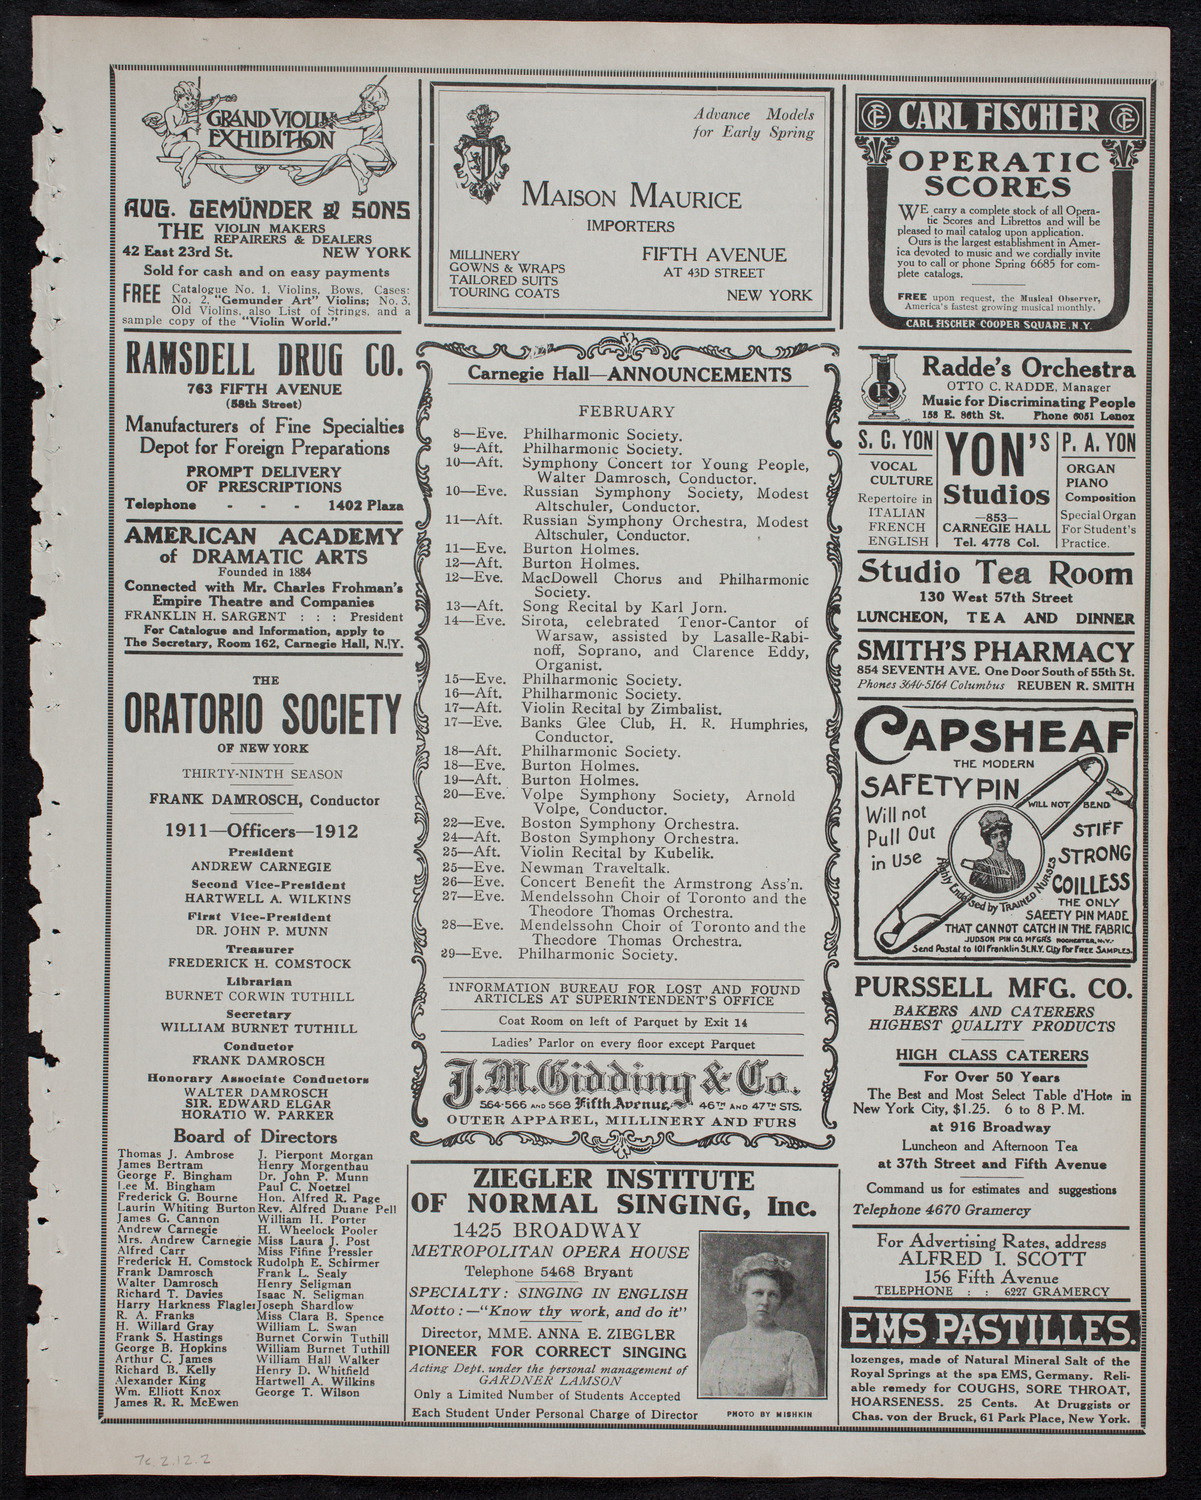 GRAND VIOLIN
EXHIBITION
AUG. GEMÜNDER & SONS
THE VIOLIN MAKERS
REPAIRERS & DEALERS
42 East 23rd St. NEW YORK
Sold for cash and on easy payments
FREE Catalogue No. 1, Violins, Bows, Cases:
No. 2, "Gemunder Art" Violins; No. 3,
Old Violins, also List of Strings, and a
sample copy of the "Violin World."
RAMSDELL DRUG CO.
763 FIFTH AVENUE
(58th Street)
Manufacturers of Fine Specialties
Depot for Foreign Preparations
PROMPT DELIVERY
OF PRESCRIPTIONS
Telephone - - - 1402 Plaza
AMERICAN ACADEMY
of DRAMATIC ARTS
Founded in 1884
Connected with Mr. Charles Frohman's
Empire Theatre and Companies
FRANKLIN H. SARGENT : : : President
For Catalogue and Information, apply to
The Secretary, Room 162, Carnegie Hall, N.Y.
THE
ORATORIO SOCIETY
OF NEW YORK
THIRTY-NINTH SEASON
FRANK DAMROSCH, Conductor
1911—Officers—1912
President
ANDREW CARNEGIE
Second Vice-President
HARTWELL A. WILKINS
First Vice-President
DR. JOHN P. MUNN
Treasurer
FREDERICK H. COMSTOCK
Librarian
BURNET CORWIN TUTHILL
Secretary
WILLIAM BURNET TUTHILL
Conductor
FRANK DAMROSCH
Honorary Associate Conductors
WALTER DAMROSCH
SIR. EDWARD ELGAR
HORATIO W. PARKER
Board of Directors
Thomas J. Ambrose J. Pierpont Morgan
James Bertram Henry Morgenthau
George F. Bingham Dr. John P. Munn
Lee M. Bingham Paul C. Noetzel
Frederick G. Bourne Hon. Alfred R. Page
Laurin Whiting Burton Rev. Alfred Duane Pell
James G. Cannon William H. Porter
Andrew Carnegie H. Wheelock Pooler
Mrs. Andrew Carnegie Miss Laura J. Post
Alfred Carr Miss Fifine Pressler
Frederick H. Comstock Rudolph E. Schirmer
Frank Damrosch Frank L. Sealy
Walter Damrosch Henry Seligman
Richard T. Davies Isaac N. Seligman
Harry Harkness Flagler Joseph Shardlow
R. A. Franks Miss Clara B. Spence
H. Willard Gray William L. Swan
Frank S. Hastings Burnet Corwin Tuthill
George B. Hopkins William Burnet Tuthill
Arthur C. James William Hall Walker
Richard B. Kelly Henry D. Whitfield
Alexander King Hartwell A. Wilkins
Wm. Elliott Knox George T. Wilson
James R. R. McEwen
Advance Models
for Early Spring
MAISON MAURICE
IMPORTERS
MILLINERY
GOWNS & WRAPS
TAILORED SUITS
TOURING COATS
FIFTH AVENUE
AT 43D STREET
NEW YORK
Carnegie Hall—ANNOUNCEMENTS
FEBRUARY
8—Eve. Philharmonic Society.
9—Aft. Philharmonic Society.
10—Aft. Symphony Concert for Young People,
Walter Damrosch, Conductor.
10—Eve. Russian Symphony Society, Modest
Altschuler, Conductor.
11—Aft. Russian Symphony Orchestra, Modest
Altschuler, Conductor.
11—Eve. Burton Holmes.
12—Aft. Burton Holmes.
12—Eve. MacDowell Chorus and Philharmonic
Society.
13—Aft. Song Recital by Karl Jorn.
14—Eve. Sirota, celebrated Tenor-Cantor of
Warsaw, assisted by Lasalle-Rabi-
noff, Soprano, and Clarence Eddy,
Organist.
15—Eve. Philharmonic Society.
16—Aft. Philharmonic Society.
17—Aft. Violin Recital by Zimbalist.
17—Eve. Banks Glee Club, H. R. Humphries,
Conductor.
18—Aft. Philharmonic Society.
18—Eve. Burton Holmes.
19—Aft. Burton Holmes.
20—Eve. Volpe Symphony Society, Arnold
Volpe, Conductor.
22—Eve. Boston Symphony Orchestra.
24—Aft. Boston Symphony Orchestra.
25—Aft. Violin Recital by Kubelik.
25—Eve. Newman Traveltalk.
26—Eve. Concert Benefit the Armstrong Ass'n.
27—Eve. Mendelssohn Choir of Toronto and the
Theodore Thomas Orchestra.
28—Eve. Mendelssohn Choir of Toronto and the
Theodore Thomas Orchestra.
29—Eve. Philharmonic Society.
INFORMATION BUREAU FOR LOST AND FOUND
ARTICLES AT SUPERINTENDENT'S OFFICE
Coat Room on left of Parquet by Exit 14
Ladies' Parlor on every floor except Parquet
J. M. Gidding & Co.
564-566 AND 568 Fifth Avenue, 46TH AND 47TH STS.
OUTER APPAREL, MILLINERY AND FURS
ZIEGLER INSTITUTE
OF NORMAL SINGING, Inc.
1425 BROADWAY
METROPOLITAN OPERA HOUSE
Telephone 5468 Bryant
SPECIALTY: SINGING IN ENGLISH
Motto:—"Know thy work, and do it"
Director, MME. ANNA E. ZIEGLER
PIONEER FOR CORRECT SINGING
Acting Dept. under the personal management of
GARDNER LAMSON
Only a Limited Number of Students Accepted
Each Student Under Personal Charge of Director
PHOTO BY MISHKIN
CF CARL FISCHER CF
OPERATIC
SCORES
WE carry a complete stock of all Opera-
tic Scores and Librettos and will be
pleased to mail catalog upon application.
Ours is the largest establishment in Amer-
ica devoted to music and we cordially invite
you to call or phone Spring 6685 for com-
plete catalogs.
FREE upon request, the Musical Observer,
America's fastest growing musical monthly.
CARL FISCHER COOPER SQUARE, N.Y.
R
Radde's Orchestra
OTTO C. RADDE, Manager
Music for Discriminating People
158 E. 86th St. Phone 6051 Lenox
S. C. YON
VOCAL
CULTURE
Repertoire in
ITALIAN
FRENCH
ENGLISH
YON'S
Studios
—853—
CARNEGIE HALL
Tel. 4778 Col.
P. A. YON
ORGAN
PIANO
Composition
Special Organ
For Student's
Practice.
Studio Tea Room
130 West 57th Street
LUNCHEON, TEA AND DINNER
SMITH'S PHARMACY
854 SEVENTH AVE. One Door South of 55th St.
Phones 3646-5164 Columbus REUBEN R. SMITH
CAPSHEAF
THE MODERN
SAFETY PIN
WILL NOT BEND
Will not
Pull Out
in Use
STIFF
STRONG
COILLESS
Highly Endorsed by TRAINED NURSES
THE ONLY
SAFETY PIN MADE
THAT CANNOT CATCH IN THE FABRIC.
JUDSON PIN CO. MFGRS ROCHESTER, N.Y.
Send Postal to 101 Franklin St. N.Y. City For FREE SAMPLES.
PURSSELL MFG. CO.
BAKERS AND CATERERS
HIGHEST QUALITY PRODUCTS
HIGH CLASS CATERERS
For Over 50 Years
The Best and Most Select Table d'Hote in
New York City, $1.25. 6 to 8 P. M.
at 916 Broadway
Luncheon and Afternoon Tea
at 37th Street and Fifth Avenue
Command us for estimates and suggestions
Telephone 4670 Gramercy
For Advertising Rates, address
ALFRED I. SCOTT
156 Fifth Avenue
TELEPHONE : : 6227 GRAMERCY
EMS PASTILLES.
lozenges, made of Natural Mineral Salt of the
Royal Springs at the spa EMS, Germany. Reli-
able remedy for COUGHS, SORE THROAT,
HOARSENESS. 25 Cents. At Druggists or
Chas. von der Bruck, 61 Park Place, New York.
7e 2.12.2